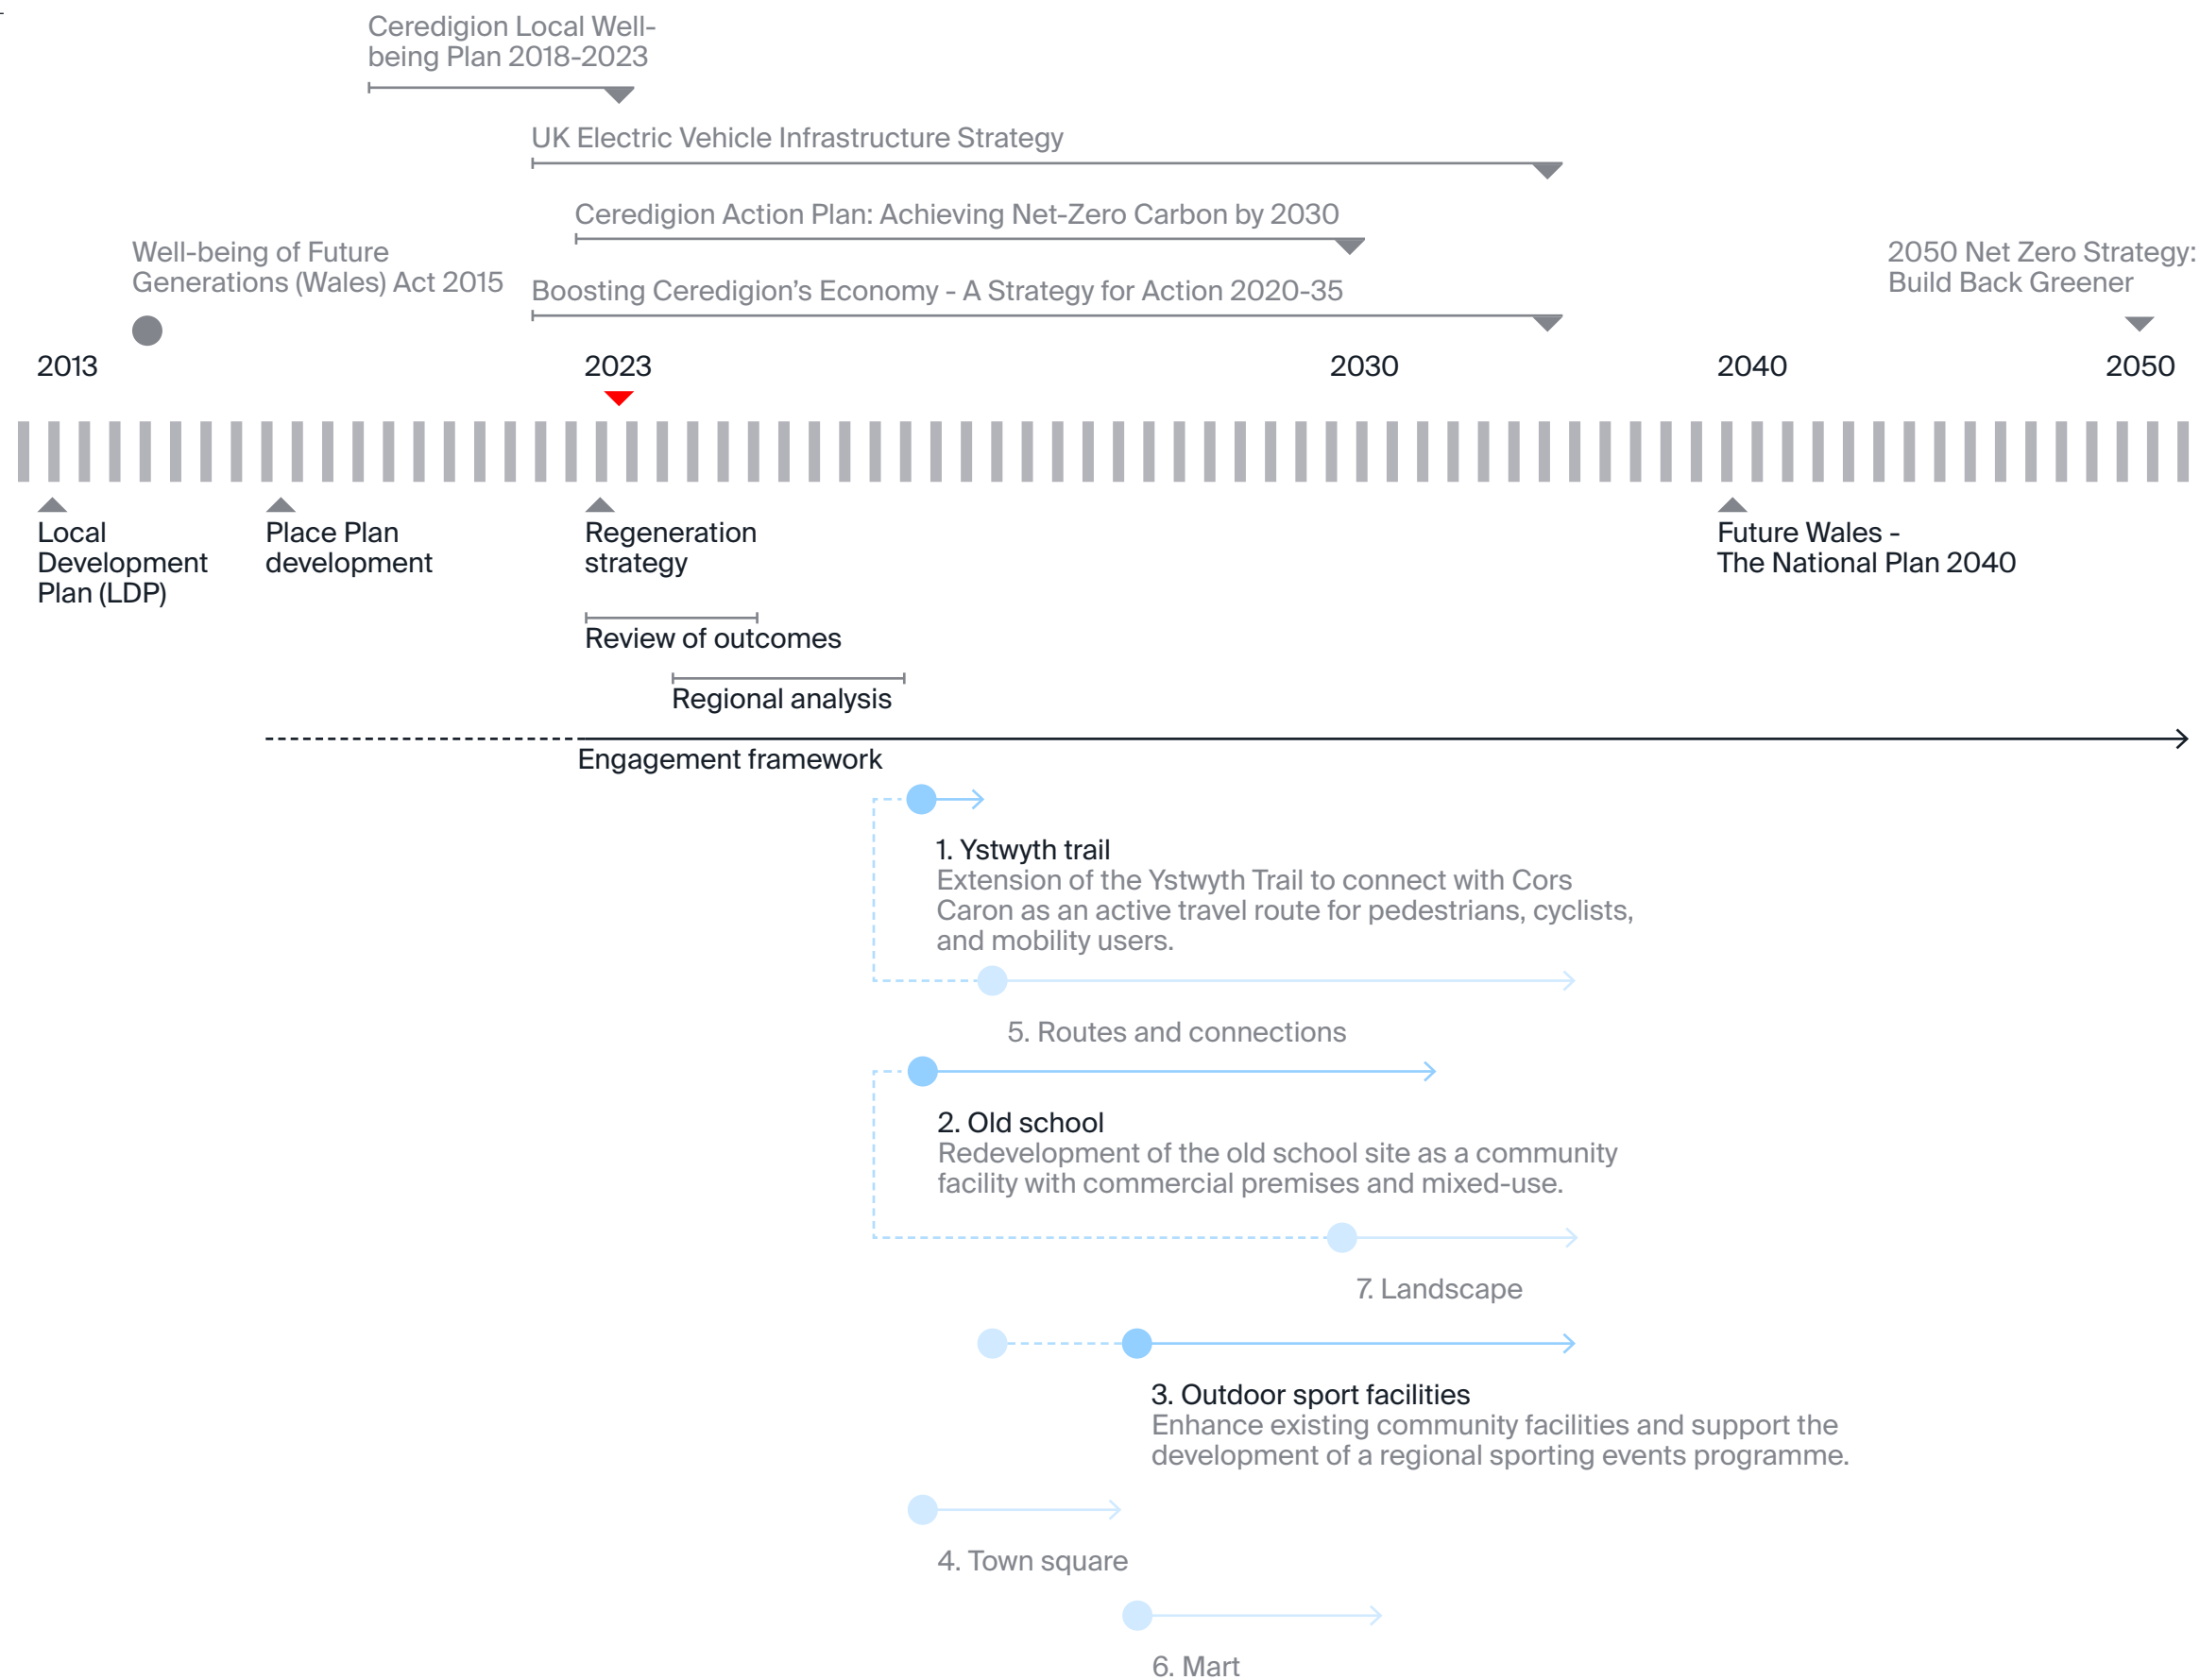 Ceredigion Local Well-
being Plan 2018-2023
UK Electric Vehicle Infrastructure Strategy
Ceredigion Action Plan: Achieving Net-Zero Carbon by 2030
Well-being of Future
Generations (Wales) Act 2015
2050 Net Zero Strategy:
Build Back Greener
Boosting Ceredigion’s Economy - A Strategy for Action 2020-35
2013
2023
2030
2040
2050
Local
Development
Plan (LDP)
Place Plan
development
Regeneration
strategy
Future Wales -
The National Plan 2040
Review of outcomes
Regional analysis
Engagement framework
1. Ystwyth trail
Extension of the Ystwyth Trail to connect with Cors
Caron as an active travel route for pedestrians, cyclists,
and mobility users.
5. Routes and connections
2. Old school
Redevelopment of the old school site as a community
facility with commercial premises and mixed-use.
7. Landscape
3. Outdoor sport facilities
Enhance existing community facilities and support the
development of a regional sporting events programme.
4. Town square
6. Mart